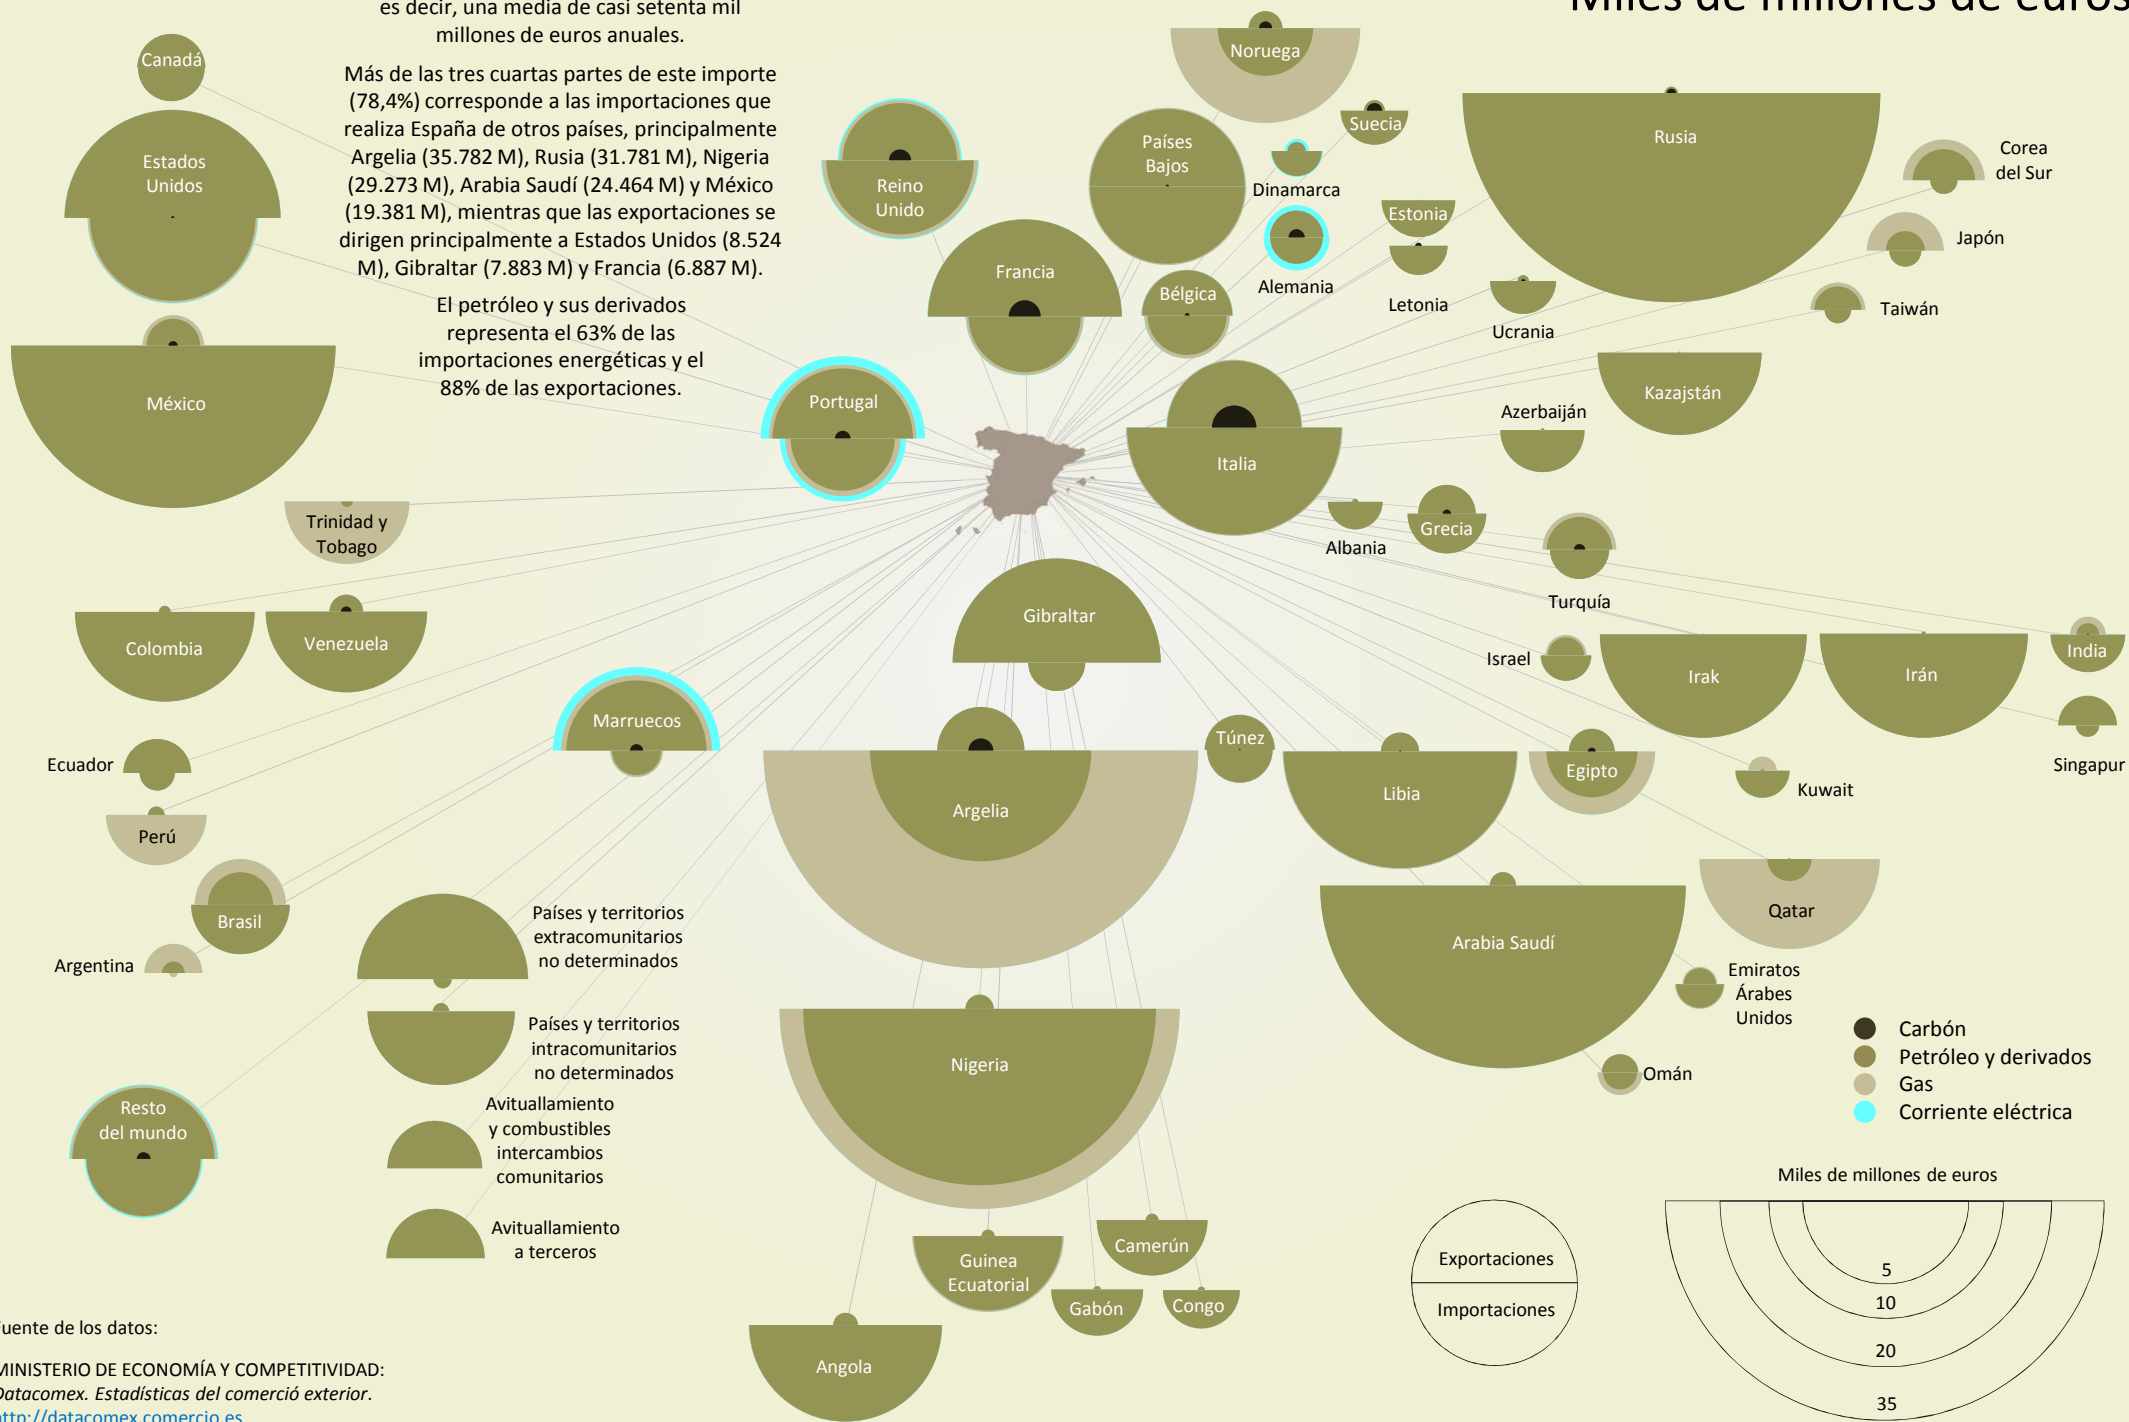 Miles de millones de euros
es decir, una media de casi setenta mil
millones de euros anuales.
Más de las tres cuartas partes de este importe
(78,4%) corresponde a las importaciones que
realiza España de otros países, principalmente
Argelia (35.782 M), Rusia (31.781 M), Nigeria
(29.273 M), Arabia Saudí (24.464 M) y México
(19.381 M), mientras que las exportaciones se
dirigen principalmente a Estados Unidos (8.524
M), Gibraltar (7.883 M) y Francia (6.887 M).
El petróleo y sus derivados
representa el 63% de las
importaciones energéticas y el
88% de las exportaciones.
Canadá
Estados
Unidos
México
Trinidad y
Tobago
Colombia
Venezuela
Ecuador
Perú
Brasil
Argentina
Resto
del mundo
Noruega
Suecia
Reino
Unido
Países
Bajos
Dinamarca
Rusia
Corea
del Sur
Japón
Taiwán
Estonia
Letonia
Ucrania
Francia
Bélgica
Alemania
Kazajstán
Azerbaiján
Portugal
Italia
Albania
Grecia
Turquía
Gibraltar
Israel
Irak
Irán
India
Singapur
Kuwait
Marruecos
Argelia
Túnez
Libia
Egipto
Qatar
Arabia Saudí
Emiratos
Árabes
Unidos
Omán
Países y territorios
extracomunitarios
no determinados
Países y territorios
intracomunitarios
no determinados
Avituallamiento
y combustibles
intercambios
comunitarios
Avituallamiento
a terceros
Nigeria
Guinea
Ecuatorial
Camerún
Gabón
Congo
Angola
Carbón
Petróleo y derivados
Gas
Corriente eléctrica
Miles de millones de euros
Exportaciones
Importaciones
5
10
20
35
Fuente de los datos:
MINISTERIO DE ECONOMÍA Y COMPETITIVIDAD:
Datacomex. Estadísticas del comerció exterior.
http://datacomex.comercio.es